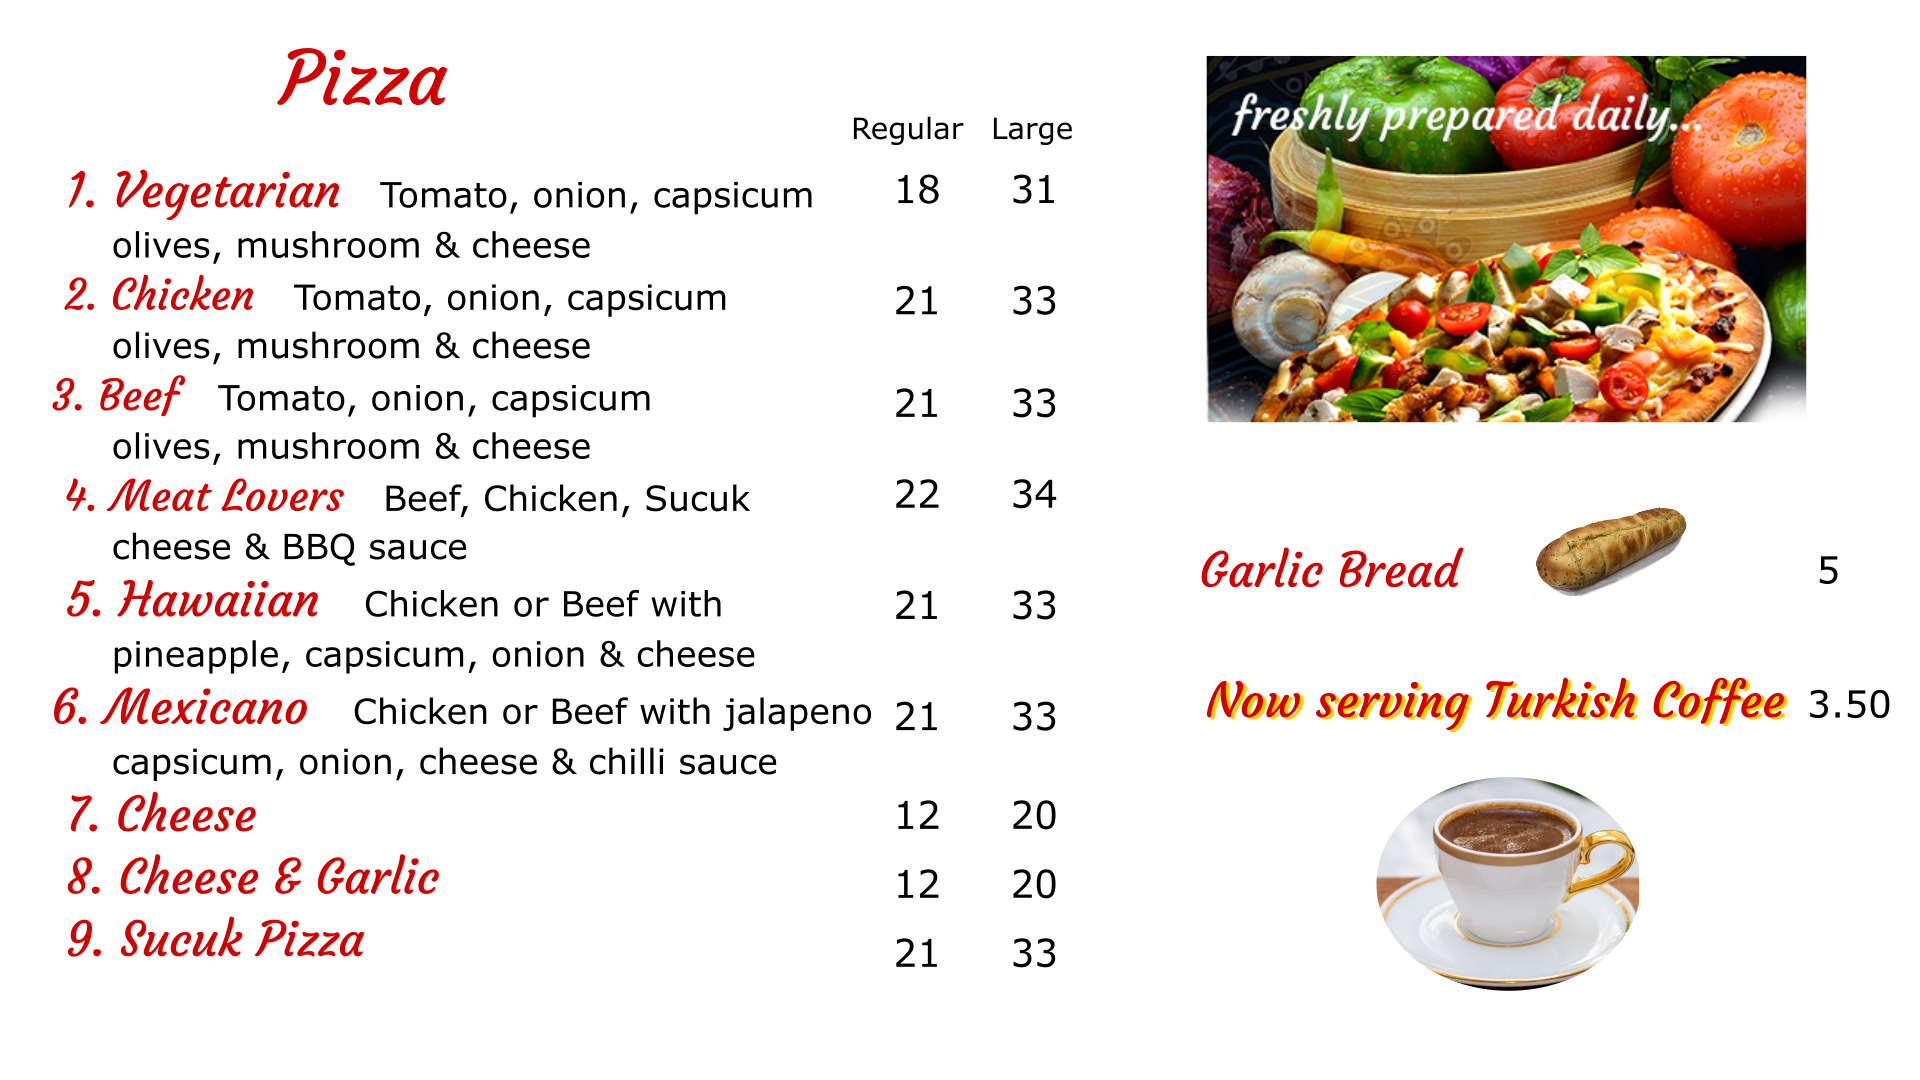 Pizza
Regular Large
1. Vegetarian Tomato, onion, capsicum 18 31
olives, mushroom & cheese
2. Chicken Tomato, onion, capsicum 21 33
olives, mushroom & cheese
3. Beef Tomato, onion, capsicum 21 33
olives, mushroom & cheese
4. Meat Lovers Beef, Chicken, Sucuk 22 34
cheese & BBQ sauce
5. Hawaiian Chicken or Beef with 21 33
pineapple, capsicum, onion & cheese
6. Mexicano Chicken or Beef with jalapeno 21 33
capsicum, onion, cheese & chilli sauce
7. Cheese 12 20
8. Cheese & Garlic 12 20
9. Sucuk Pizza 21 33
freshly prepared daily...
Garlic Bread 5
Now serving Turkish Coffee 3.50